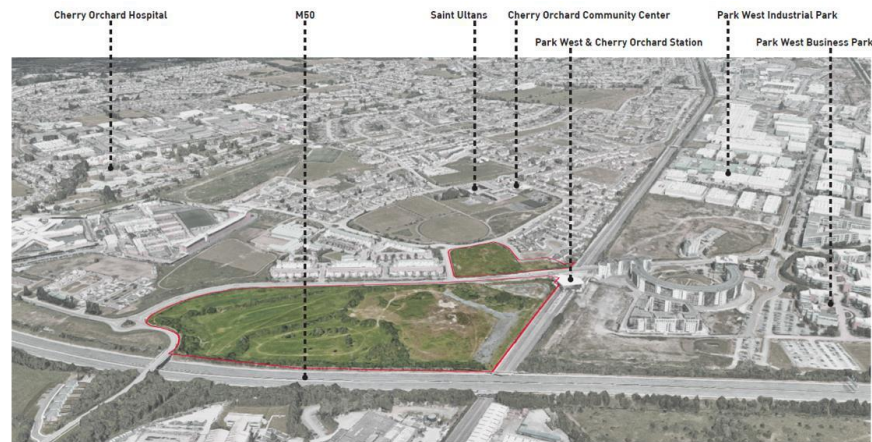 Cherry Orchard Hospital
M50
Saint Ultans
Cherry Orchard Community Center
Park West Industrial Park
Park West & Cherry Orchard Station
Park West Business Park